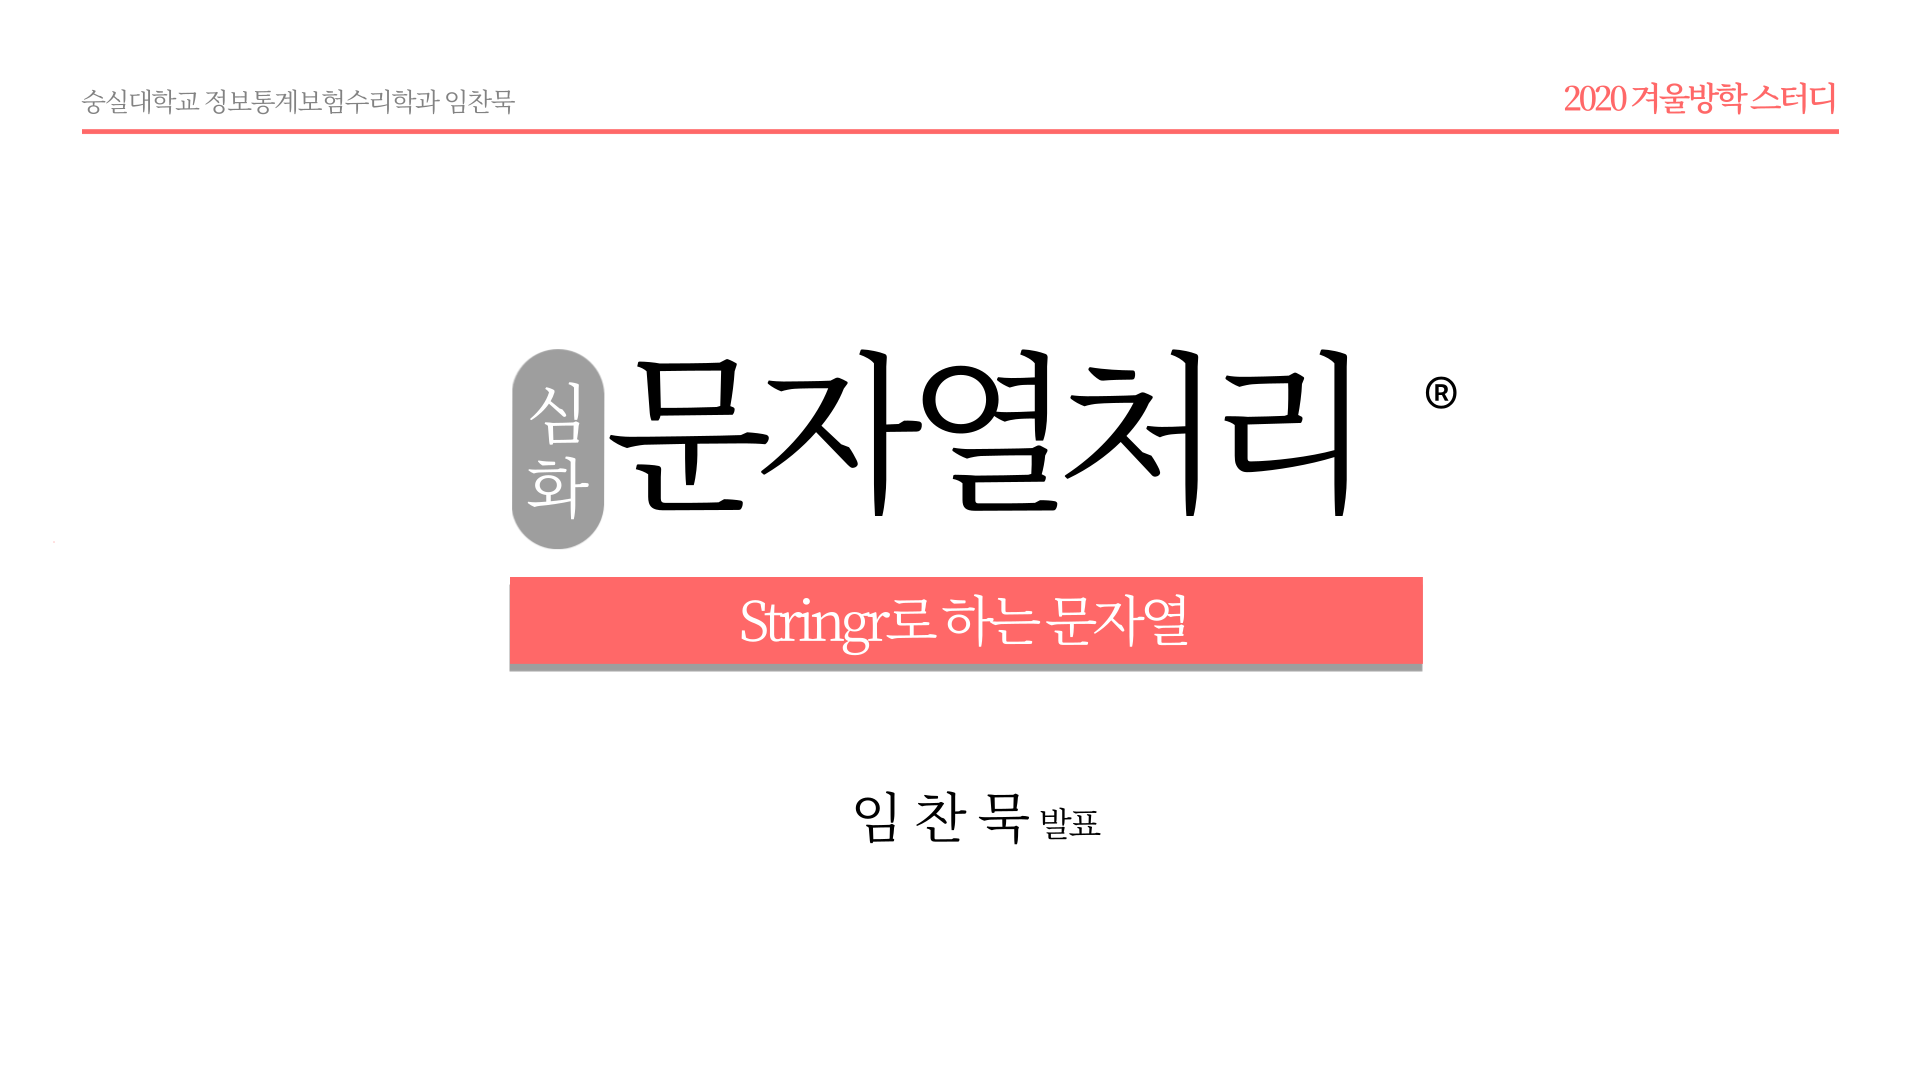 숭실대학교 정보통계보험수리학과 임찬묵
2020 겨울방학 스터디
심화
문자열처리 ®
Stringr로 하는 문자열
임 찬 묵 발표